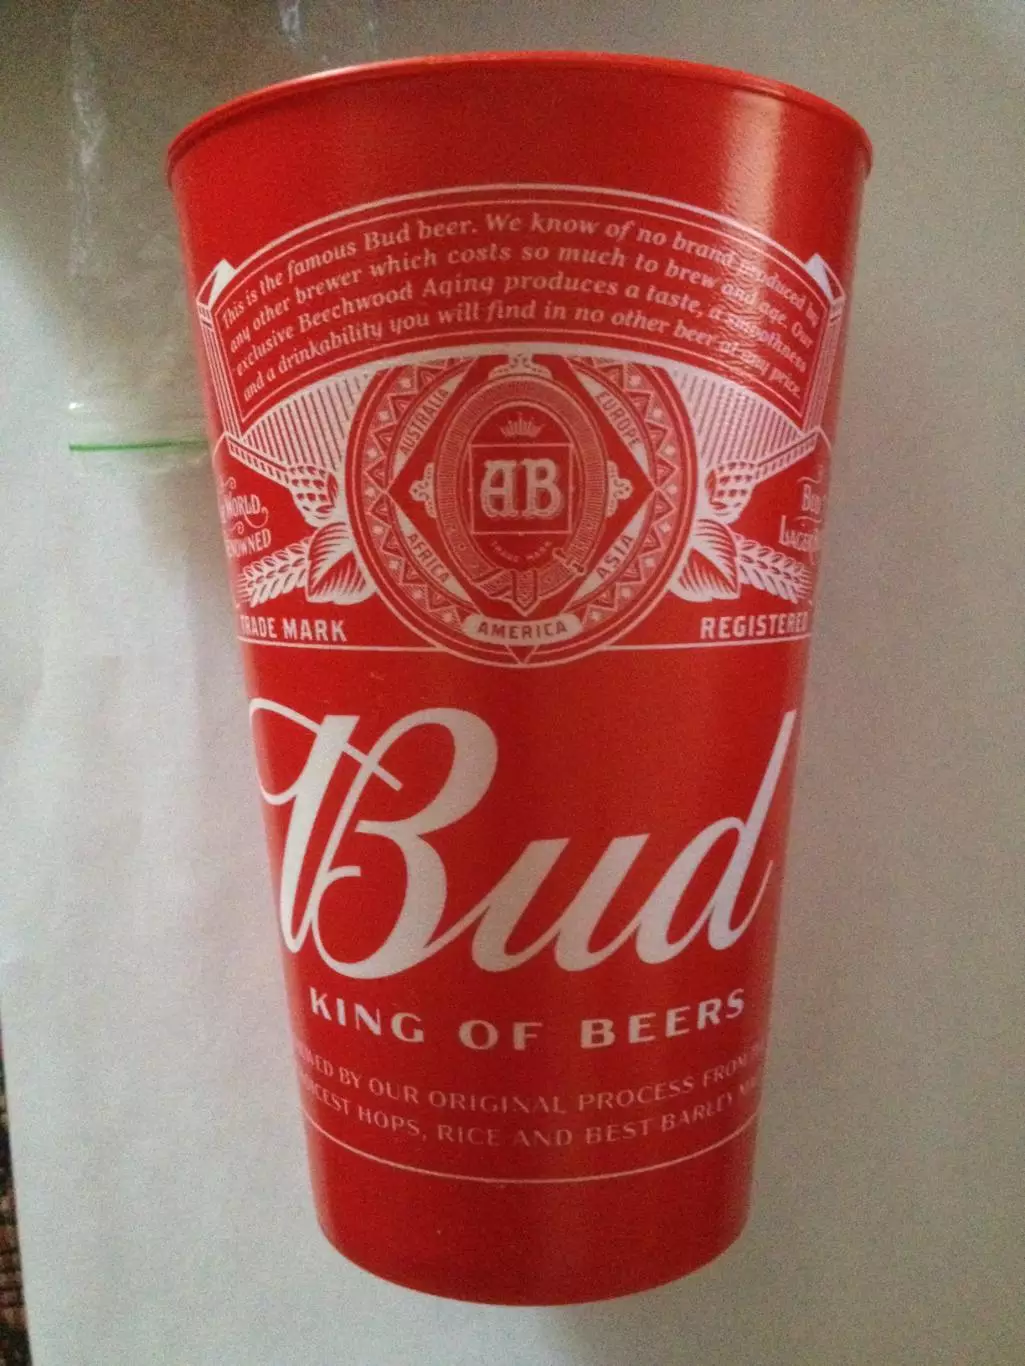 This is the famous Bud beer. We know of no brand produced by
any other brewer which costs so much to brew and age. Our
exclusive Beechwood Aging produces a taste, a smoothness
and a drinkability you will find in no other beer at any price.
AUSTRALIA
EUROPE
AB
TRADE MARK
AFRICA
ASIA
AMERICA
WORLD
TRADE MARK
REGISTERED
Bud
KING OF BEERS
BY OUR ORIGINAL PROCESS FROM
HOPS, RICE AND BEST BARLEY